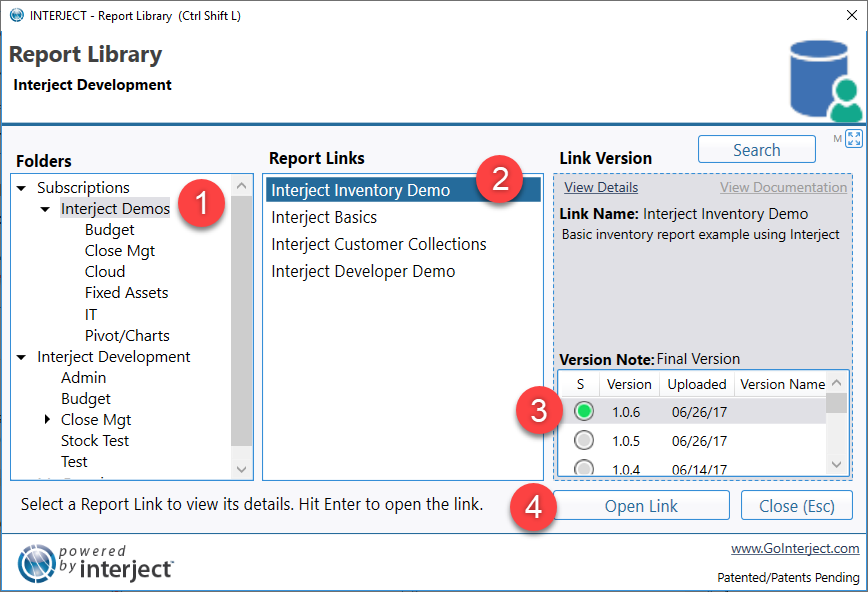 INTERJECT - Report Library (Ctrl Shift L)
Report Library
Interject Development
M
Search
Folders
Subscriptions
Interject Demos
1
Budget
Close Mgt
Cloud
Fixed Assets
IT
Pivot/Charts
Interject Development
Admin
Budget
Close Mgt
Stock Test
Test
Report Links
Interject Inventory Demo
2
Interject Basics
Interject Customer Collections
Interject Developer Demo
Link Version
View Details View Documentation
Link Name: Interject Inventory Demo
Basic inventory report example using Interject
Version Note: Final Version
S Version Uploaded Version Name
3
1.0.6 06/26/17
1.0.5 06/26/17
1.0.4 06/14/17
Select a Report Link to view its details. Hit Enter to open the link.
4
Open Link
Close (Esc)
powered
by interject
www.GoInterject.com
Patented/Patents Pending